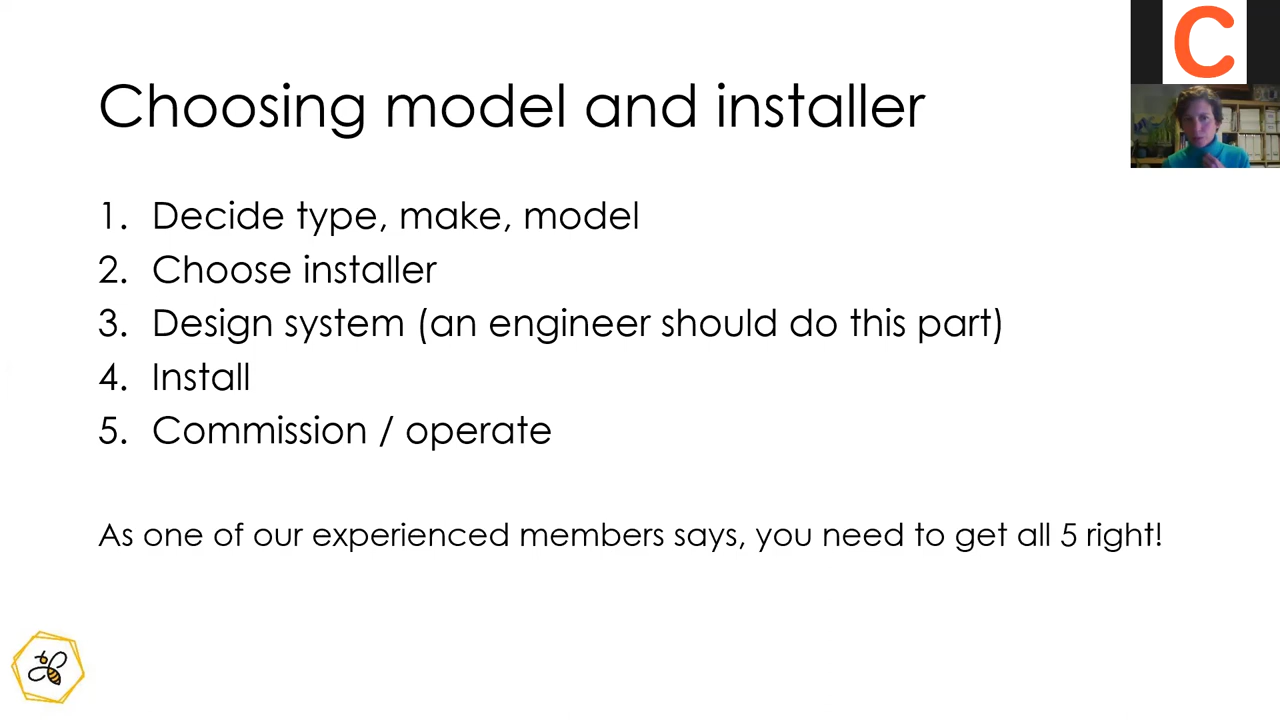 C
Choosing model and installer
1. Decide type, make, model
2. Choose installer
3. Design system (an engineer should do this part)
4. Install
5. Commission / operate
As one of our experienced members says, you need to get all 5 right!